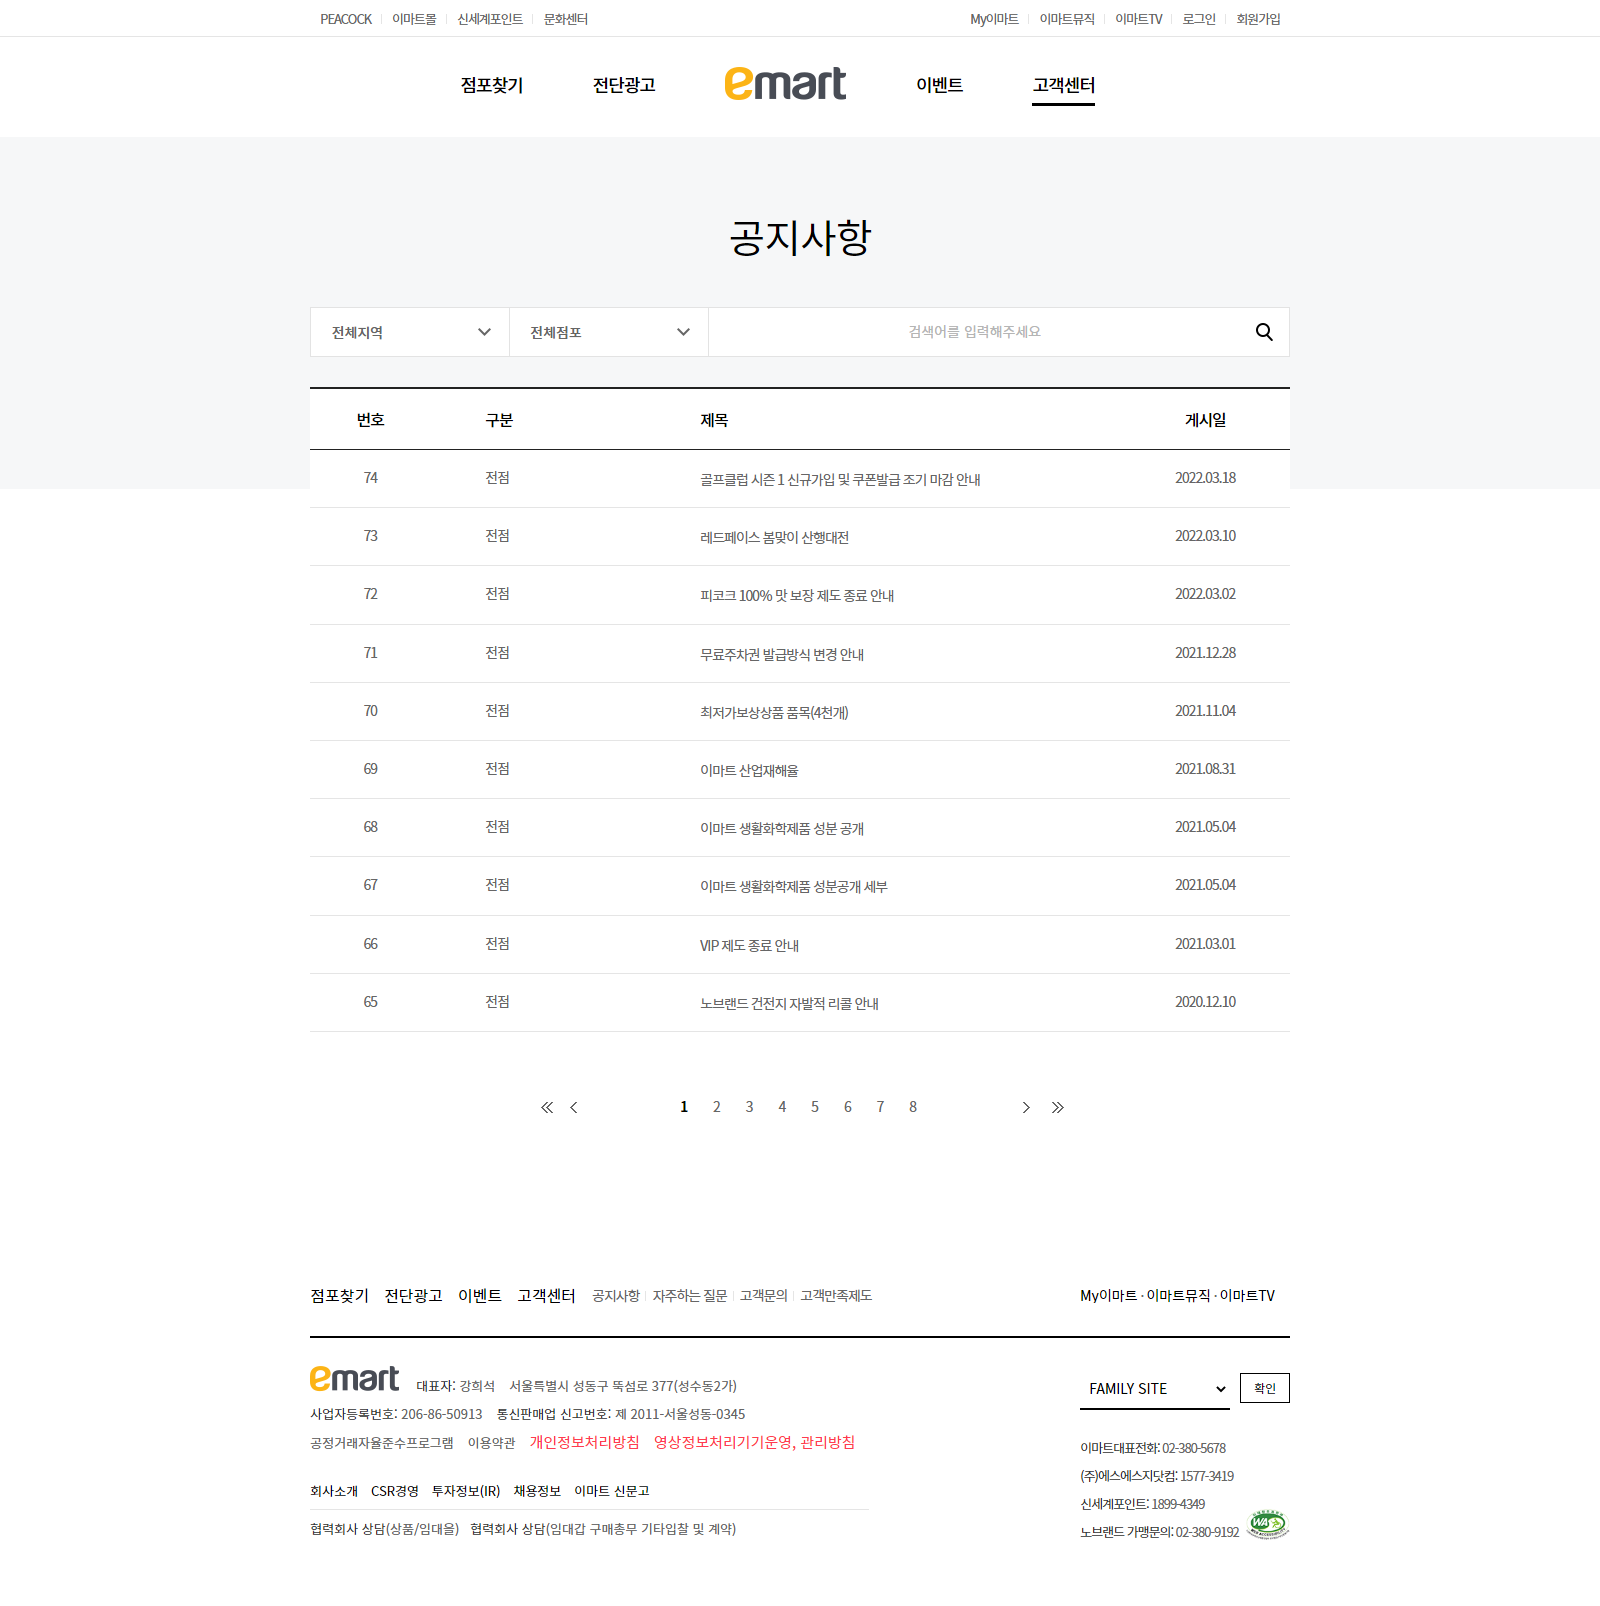 PEACOCK 이마트몰 신세계포인트 문화센터 My이마트 이마트뮤직 이마트TV 로그인 회원가입
점포찾기 전단광고 emart 이벤트 고객센터
공지사항
전체지역 전체점포 검색어를 입력해주세요
번호 구분 제목 게시일
74 전점 골프클럽 시즌 1 신규가입 및 쿠폰발급 조기 마감 안내 2022.03.18
73 전점 레드페이스 봄맞이 산행대전 2022.03.10
72 전점 피코크 100% 맛 보장 제도 종료 안내 2022.03.02
71 전점 무료주차권 발급방식 변경 안내 2021.12.28
70 전점 최저가보상상품 품목(4천개) 2021.11.04
69 전점 이마트 산업재해율 2021.08.31
68 전점 이마트 생활화학제품 성분 공개 2021.05.04
67 전점 이마트 생활화학제품 성분공개 세부 2021.05.04
66 전점 VIP 제도 종료 안내 2021.03.01
65 전점 노브랜드 건전지 자발적 리콜 안내 2020.12.10
1 2 3 4 5 6 7 8
점포찾기 전단광고 이벤트 고객센터 공지사항 자주하는 질문 고객문의 고객만족제도 My이마트 · 이마트뮤직 · 이마트TV
emart 대표자: 강희석 서울특별시 성동구 뚝섬로 377(성수동2가) FAMILY SITE 확인
사업자등록번호: 206-86-50913 통신판매업 신고번호: 제 2011-서울성동-0345
공정거래자율준수프로그램 이용약관 개인정보처리방침 영상정보처리기기운영, 관리방침
이마트대표전화: 02-380-5678
(주)에스에스지닷컴: 1577-3419
회사소개 CSR경영 투자정보(IR) 채용정보 이마트 신문고
신세계포인트: 1899-4349
협력회사 상담(상품/임대을) 협력회사 상담(임대갑 구매총무 기타입찰 및 계약)
노브랜드 가맹문의: 02-380-9192 WA